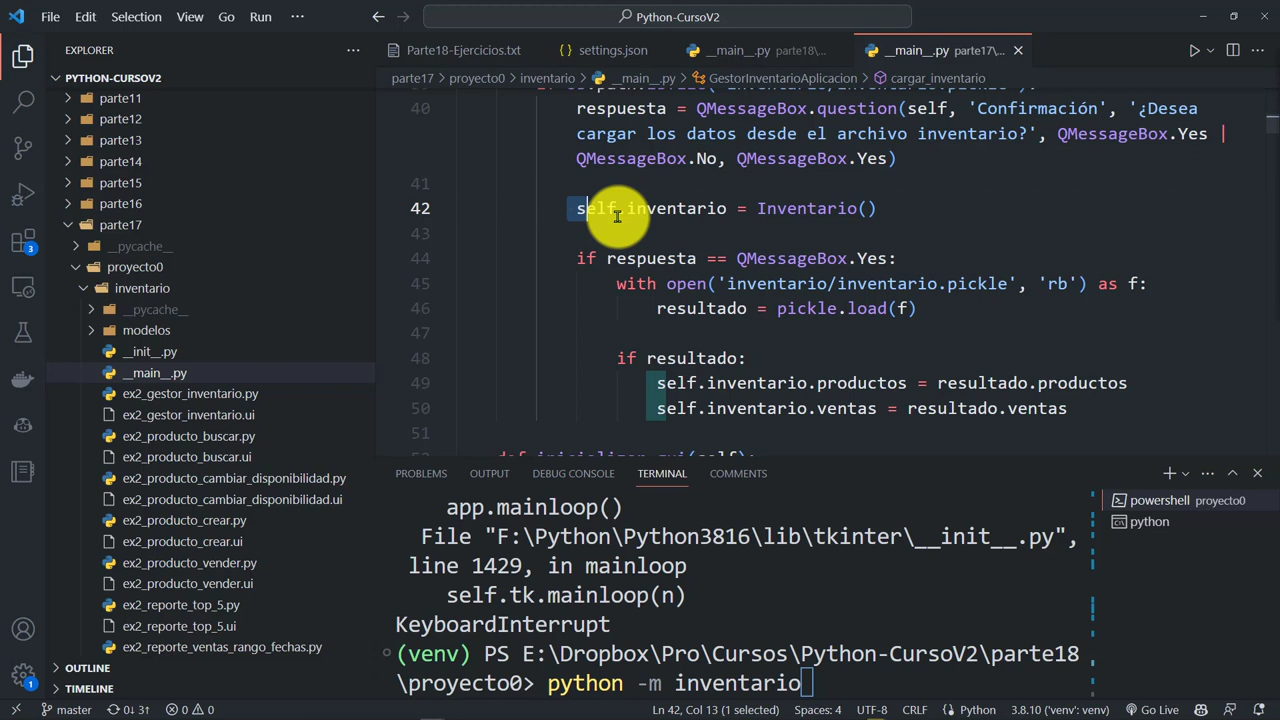 File Edit Selection View Go Run ···
Python-CursoV2
EXPLORER
Parte18-Ejercicios.txt
settings.json
__main__.py parte18\...
__main__.py parte17\...
parte17 > proyecto0 > inventario > __main__.py > GestorInventarioAplicacion > cargar_inventario
PYTHON-CURSOV2
parte11
parte12
parte13
parte14
parte15
parte16
parte17
__pycache__
proyecto0
inventario
__pycache__
modelos
__init__.py
__main__.py
ex2_gestor_inventario.py
ex2_gestor_inventario.ui
ex2_producto_buscar.py
ex2_producto_buscar.ui
ex2_producto_cambiar_disponibilidad.py
ex2_producto_cambiar_disponibilidad.ui
ex2_producto_crear.py
ex2_producto_crear.ui
ex2_producto_vender.py
ex2_producto_vender.ui
ex2_reporte_top_5.py
ex2_reporte_top_5.ui
ex2_reporte_ventas_rango_fechas.py
OUTLINE
TIMELINE
40 respuesta = QMessageBox.question(self, 'Confirmación', '¿Desea
cargar los datos desde el archivo inventario?', QMessageBox.Yes |
QMessageBox.No, QMessageBox.Yes)
41
42 self.inventario = Inventario()
43
44 if respuesta == QMessageBox.Yes:
45 with open('inventario/inventario.pickle', 'rb') as f:
46 resultado = pickle.load(f)
47
48 if resultado:
49 self.inventario.productos = resultado.productos
50 self.inventario.ventas = resultado.ventas
51
PROBLEMS OUTPUT DEBUG CONSOLE TERMINAL COMMENTS
app.mainloop()
File "F:\Python\Python3816\lib\tkinter\__init__.py",
line 1429, in mainloop
self.tk.mainloop(n)
KeyboardInterrupt
(venv) PS E:\Dropbox\Pro\Cursos\Python-CursoV2\parte18
\proyecto0> python -m inventario
powershell proyecto0
python
3
1
master 0↓ 3↑ 0 0 Ln 42, Col 13 (1 selected) Spaces: 4 UTF-8 CRLF Python 3.8.10 ('venv': venv) Go Live